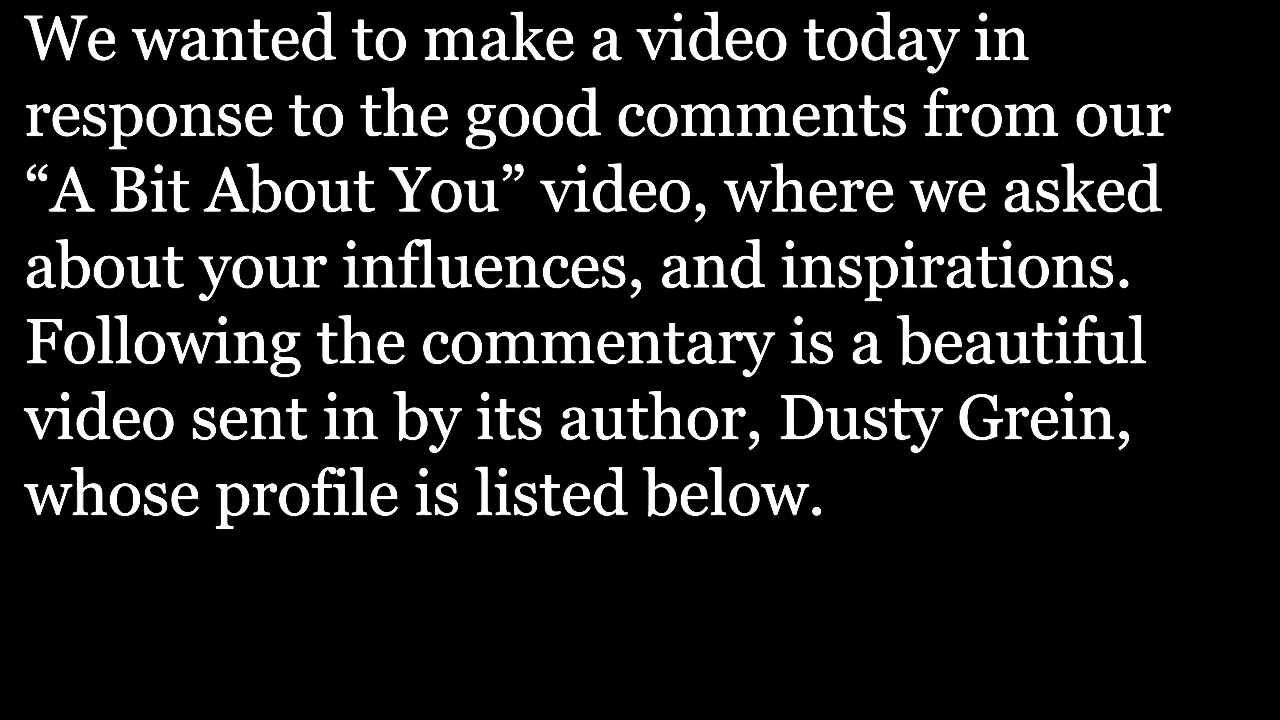 We wanted to make a video today in
response to the good comments from our
“A Bit About You” video, where we asked
about your influences, and inspirations.
Following the commentary is a beautiful
video sent in by its author, Dusty Grein,
whose profile is listed below.